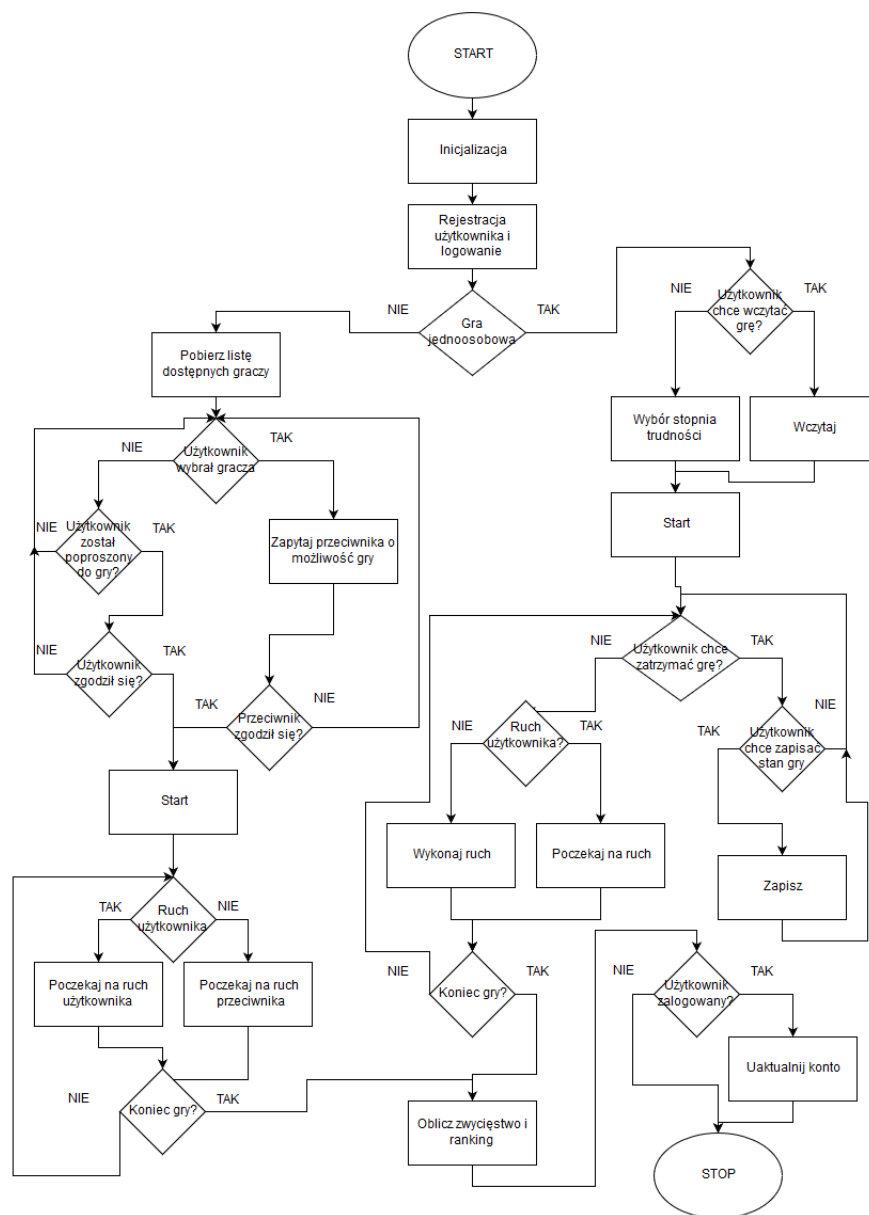 START
Inicjalizacja
Rejestracja
użytkownika i
logowanie
NIE
TAK
Gra
jednoosobowa
NIE
TAK
Użytkownik
chce wczytać
grę?
Pobierz listę
dostępnych graczy
Wybór stopnia
trudności
Wczytaj
NIE
TAK
Użytkownik
wybrał gracza
Start
NIE
TAK
Użytkownik
został
poproszony
do gry?
Zapytaj przeciwnika o
możliwość gry
NIE
TAK
Użytkownik
zgodził się?
TAK
NIE
Przeciwnik
zgodził się?
NIE
TAK
Użytkownik chce
zatrzymać grę?
NIE
TAK
Ruch
użytkownika?
TAK
NIE
Użytkownik
chce zapisać
stan gry
Start
Wykonaj ruch
Poczekaj na ruch
Zapisz
TAK
NIE
Ruch
użytkownika
Poczekaj na ruch
użytkownika
Poczekaj na ruch
przeciwnika
NIE
TAK
Koniec gry?
NIE
TAK
Użytkownik
zalogowany?
Uaktualnij konto
NIE
TAK
Koniec gry?
Oblicz zwycięstwo i
ranking
STOP